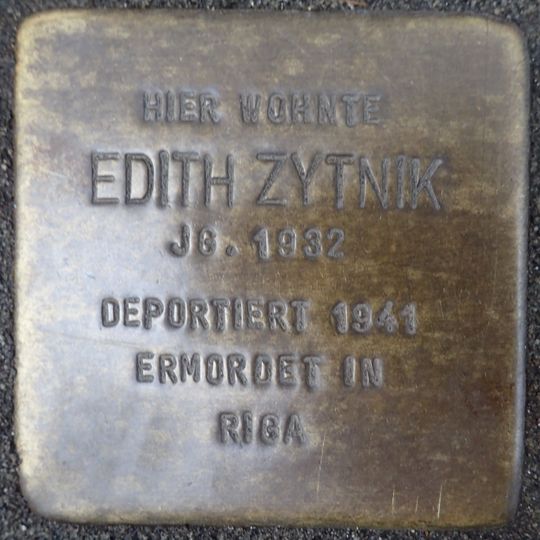 HIER WOHNTE
EDITH ZYTNIK
JG. 1932
DEPORTIERT 1941
ERMORDET IN
RIGA